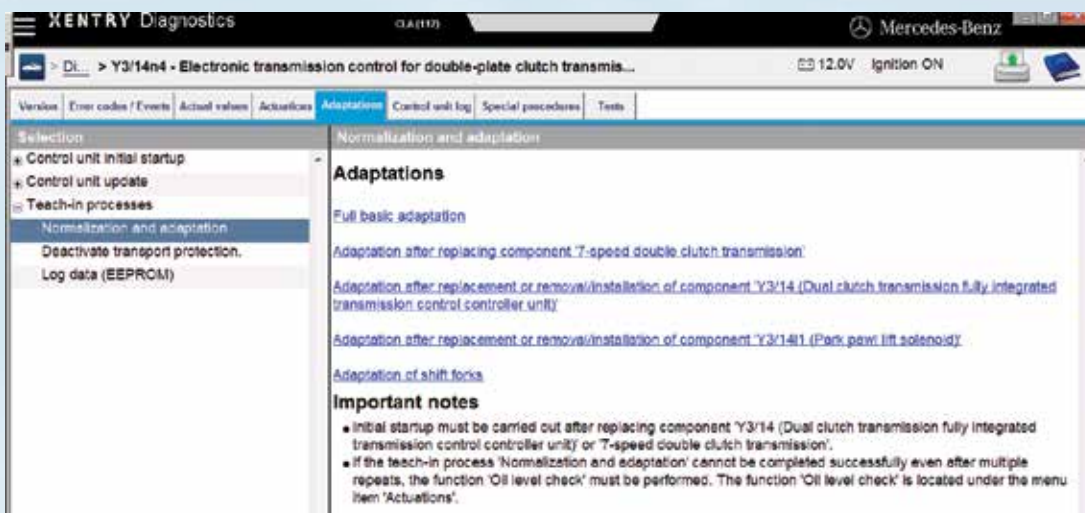 XENTRY Diagnostics
CLA(117)
Mercedes-Benz
> Di... > Y3/14n4 - Electronic transmission control for double-plate clutch transmis...
12.0V Ignition ON
Version Error codes / Events Actual values Actuations Adaptations Control unit log Special procedures Tests
Selection
Normalization and adaptation
Control unit initial startup
Control unit update
Teach-in processes
Normalization and adaptation
Deactivate transport protection.
Log data (EEPROM)
Adaptations
Full basic adaptation
Adaptation after replacing component '7-speed double clutch transmission'
Adaptation after replacement or removal/installation of component 'Y3/14 (Dual clutch transmission fully integrated
transmission control controller unit)'
Adaptation after replacement or removal/installation of component 'Y3/14l1 (Park pawl lift solenoid)'
Adaptation of shift forks
Important notes
• Initial startup must be carried out after replacing component 'Y3/14 (Dual clutch transmission fully integrated
transmission control controller unit)' or '7-speed double clutch transmission'.
• If the teach-in process 'Normalization and adaptation' cannot be completed successfully even after multiple
repeats, the function 'Oil level check' must be performed. The function 'Oil level check' is located under the menu
item 'Actuations'.